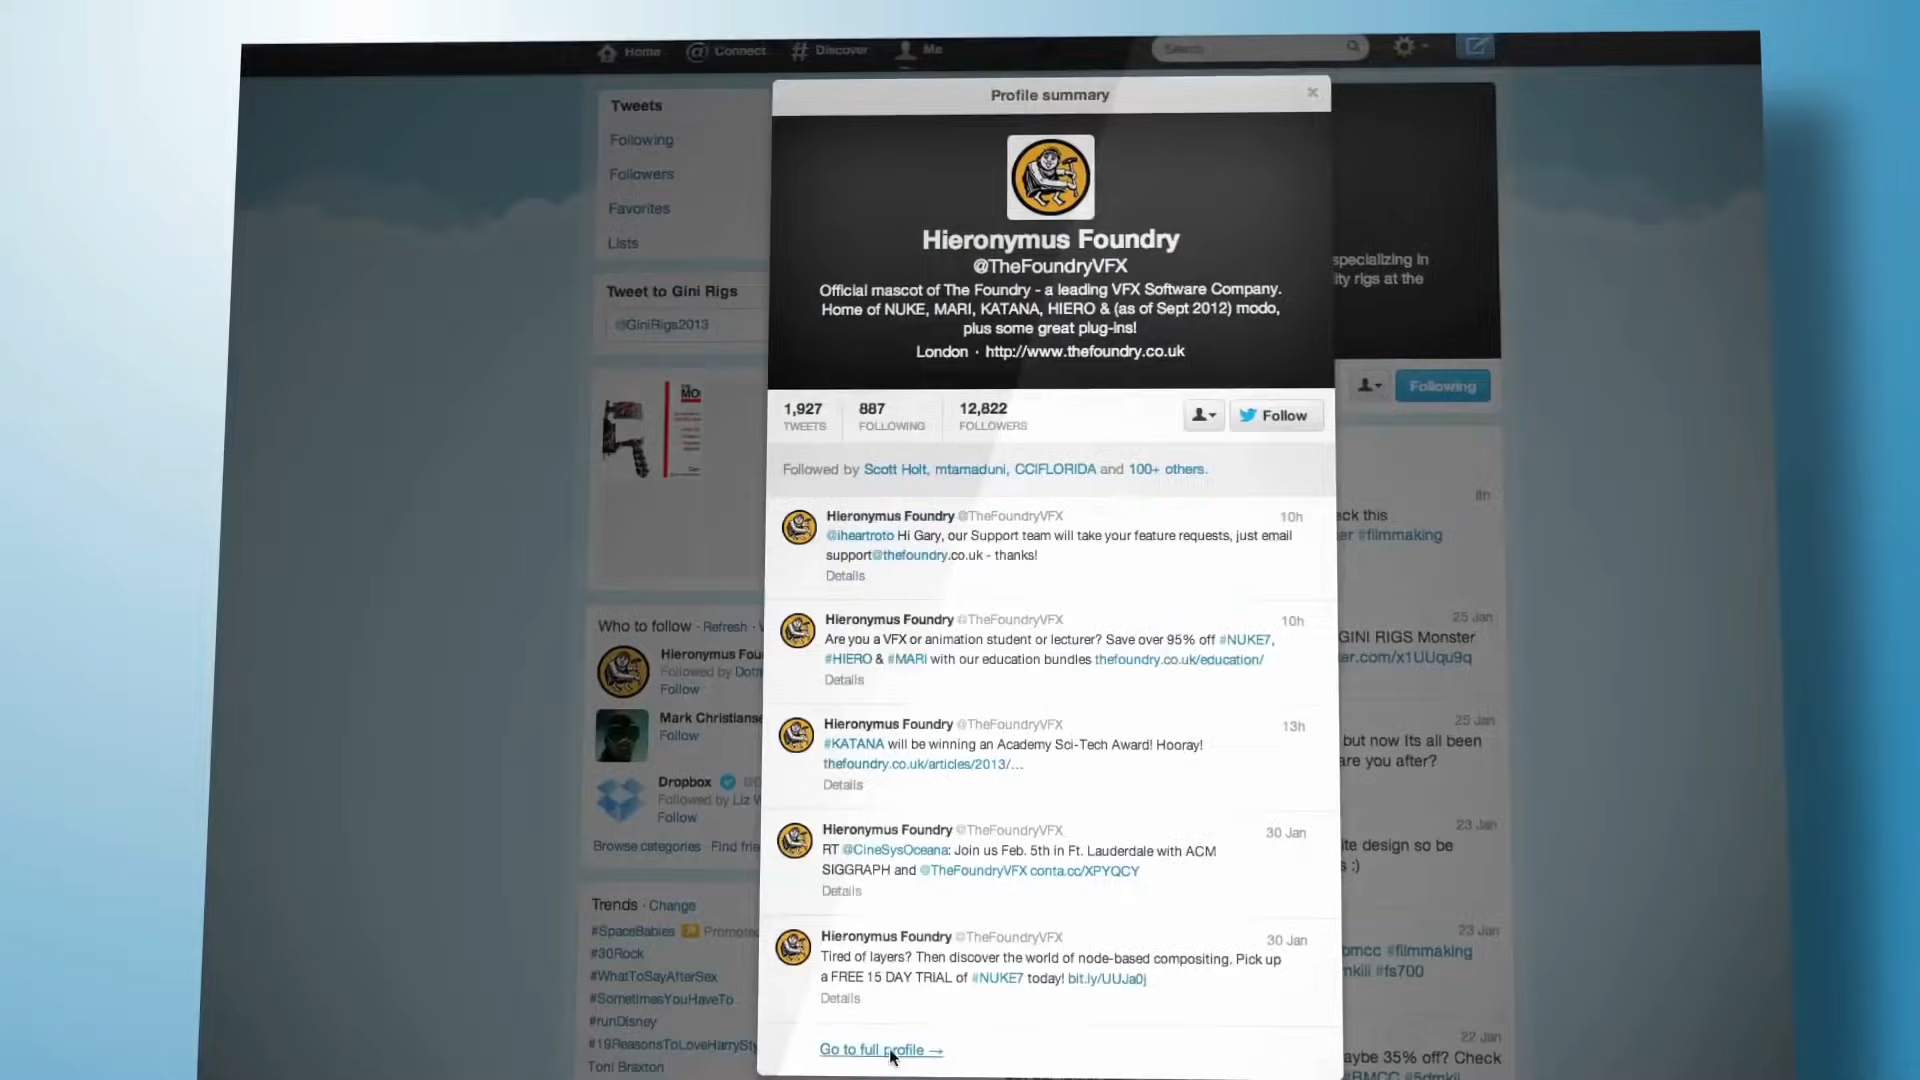 Home
Connect
Discover
Me
Search
Tweets
Following
Followers
Favorites
Lists
Tweet to Gini Rigs
@GiniRigs2013
Who to follow · Refresh ·
Hieronymus Fou
Followed by Dotm
Follow
Mark Christianse
Follow
Dropbox
Followed by Liz W
Follow
Browse categories · Find frie
Trends · Change
#SpaceBabies Promoted
#30Rock
#WhatToSayAfterSex
#SometimesYouHaveTo
#runDisney
#19ReasonsToLoveHarrySty
Toni Braxton
Profile summary
Hieronymus Foundry
@TheFoundryVFX
Official mascot of The Foundry - a leading VFX Software Company.
Home of NUKE, MARI, KATANA, HIERO & (as of Sept 2012) modo,
plus some great plug-ins!
London · http://www.thefoundry.co.uk
1,927 887 12,822
TWEETS FOLLOWING FOLLOWERS
Follow
Followed by Scott Holt, mtamaduni, CCIFLORIDA and 100+ others.
Hieronymus Foundry @TheFoundryVFX 10h
@iheartroto Hi Gary, our Support team will take your feature requests, just email
support@thefoundry.co.uk - thanks!
Details
Hieronymus Foundry @TheFoundryVFX 10h
Are you a VFX or animation student or lecturer? Save over 95% off #NUKE7,
#HIERO & #MARI with our education bundles thefoundry.co.uk/education/
Details
Hieronymus Foundry @TheFoundryVFX 13h
#KATANA will be winning an Academy Sci-Tech Award! Hooray!
thefoundry.co.uk/articles/2013/...
Details
Hieronymus Foundry @TheFoundryVFX 30 Jan
RT @CineSysOceana: Join us Feb. 5th in Ft. Lauderdale with ACM
SIGGRAPH and @TheFoundryVFX conta.cc/XPYQCY
Details
Hieronymus Foundry @TheFoundryVFX 30 Jan
Tired of layers? Then discover the world of node-based compositing. Pick up
a FREE 15 DAY TRIAL of #NUKE7 today! bit.ly/UUJa0j
Details
Go to full profile →
specializing in
ity rigs at the
Following
8h
eck this
er #filmmaking
25 Jan
GINI RIGS Monster
er.com/x1UUqu9q
25 Jan
but now Its all been
are you after?
23 Jan
ite design so be
:)
23 Jan
bmcc #filmmaking
mkiii #fs700
22 Jan
aybe 35% off? Check
#BMCC #5dmkii